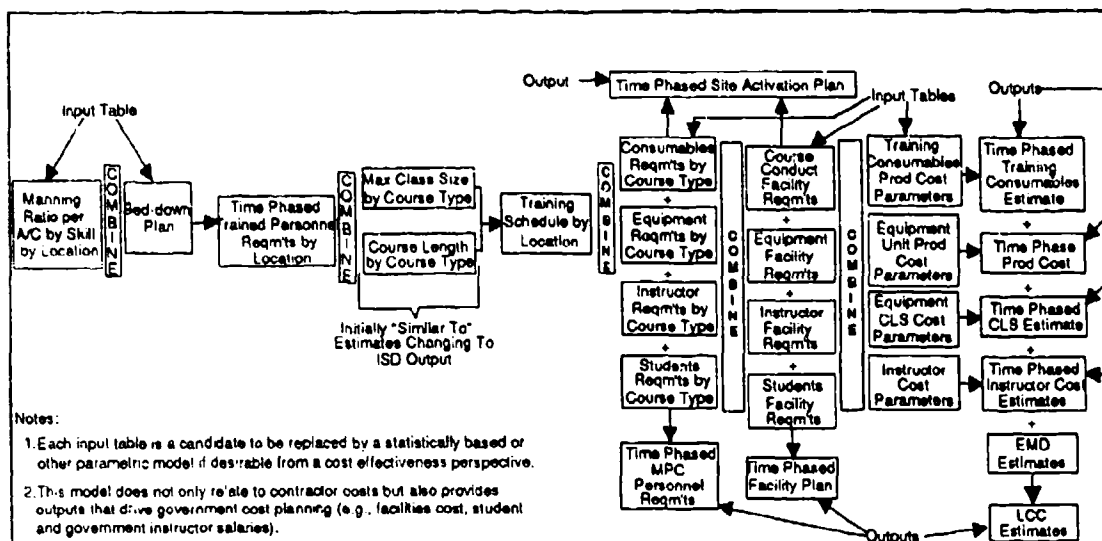 Output
Time Phased Site Activation Plan
Input Tables
Outputs
Input Table
Manning
Ratio per
A/C by Skill
by Location
COMBINE
Bed-down
Plan
Time Phased
Trained Personnel
Reqm'ts by
Location
COMBINE
Max Class Size
by Course Type
Course Length
by Course Type
Initially "Similar To"
Estimates Changing To
ISD Output
Training
Schedule by
Location
COMBINE
Consumables
Reqm'ts by
Course Type
+
Equipment
Reqm'ts by
Course Type
+
Instructor
Reqm'ts by
Course Type
+
Students
Reqm'ts by
Course Type
Time Phased
MPC
Personnel
Reqm'ts
COMBINE
Course
Conduct
Facility
Reqm'ts
+
Equipment
Facility
Reqm'ts
+
Instructor
Facility
Reqm'ts
+
Students
Facility
Reqm'ts
Time Phased
Facility Plan
COMBINE
Training
Consumables
Prod Cost
Parameters
Equipment
Unit Prod
Cost
Parameters
Equipment
CLS Cost
Parameters
Instructor
Cost
Parameters
Time Phased
Training
Consumables
Estimate
+
Time Phase
Prod Cost
+
Time Phased
CLS Estimate
+
Time Phased
Instructor Cost
Estimates
+
EMD
Estimates
LCC
Estimates
Outputs
Notes:
1. Each input table is a candidate to be replaced by a statistically based or
other parametric model if desirable from a cost effectiveness perspective.
2. This model does not only relate to contractor costs but also provides
outputs that drive government cost planning (e.g., facilities cost, student
and government instructor salaries).